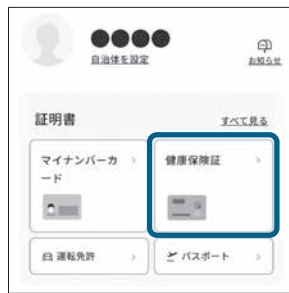 ●●●●
自治体を設定
お知らせ
証明書
すべて見る
マイナンバーカ
ード
健康保険証
運転免許
パスポート